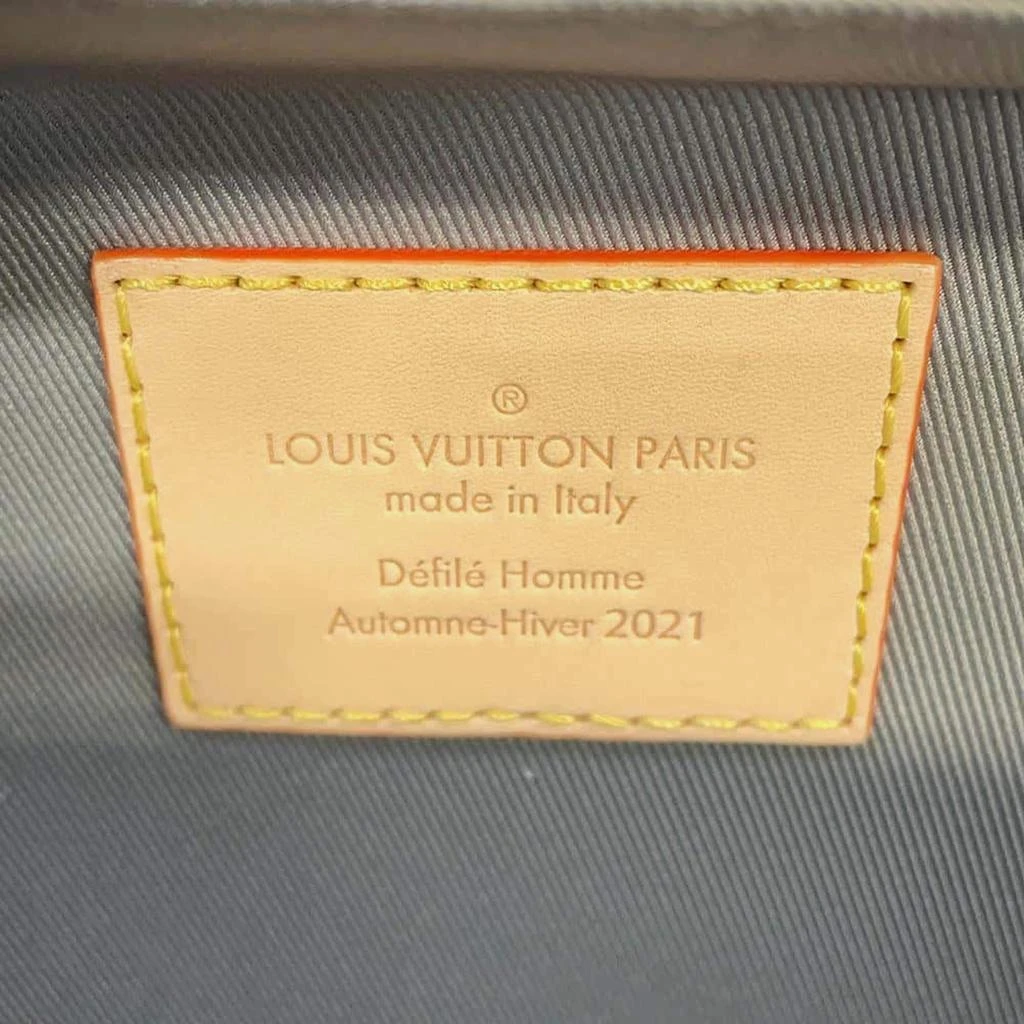 ®
LOUIS VUITTON PARIS
made in Italy
Défilé Homme
Automne-Hiver 2021